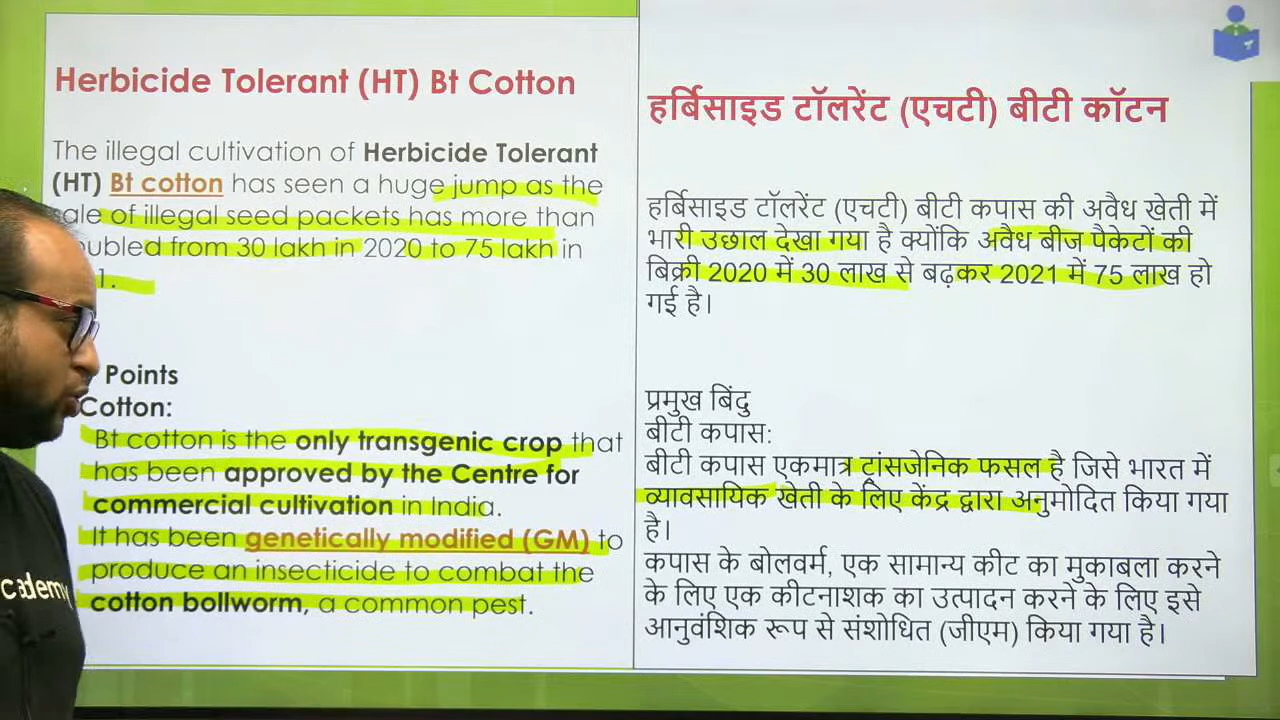 Herbicide Tolerant (HT) Bt Cotton
The illegal cultivation of Herbicide Tolerant
(HT) Bt cotton has seen a huge jump as the
sale of illegal seed packets has more than
oubled from 30 lakh in 2020 to 75 lakh in
1.
Points
Cotton:
Bt cotton is the only transgenic crop that
has been approved by the Centre for
commercial cultivation in India.
It has been genetically modified (GM) to
produce an insecticide to combat the
cotton bollworm, a common pest.
हर्बिसाइड टॉलरेंट (एचटी) बीटी कॉटन
हर्बिसाइड टॉलरेंट (एचटी) बीटी कपास की अवैध खेती में
भारी उछाल देखा गया है क्योंकि अवैध बीज पैकेटों की
बिक्री 2020 में 30 लाख से बढ़कर 2021 में 75 लाख हो
गई है।
प्रमुख बिंदु
बीटी कपास:
बीटी कपास एकमात्र ट्रांसजेनिक फसल है जिसे भारत में
व्यावसायिक खेती के लिए केंद्र द्वारा अनुमोदित किया गया
है।
कपास के बोलवर्म, एक सामान्य कीट का मुकाबला करने
के लिए एक कीटनाशक का उत्पादन करने के लिए इसे
आनुवंशिक रूप से संशोधित (जीएम) किया गया है।
cademy